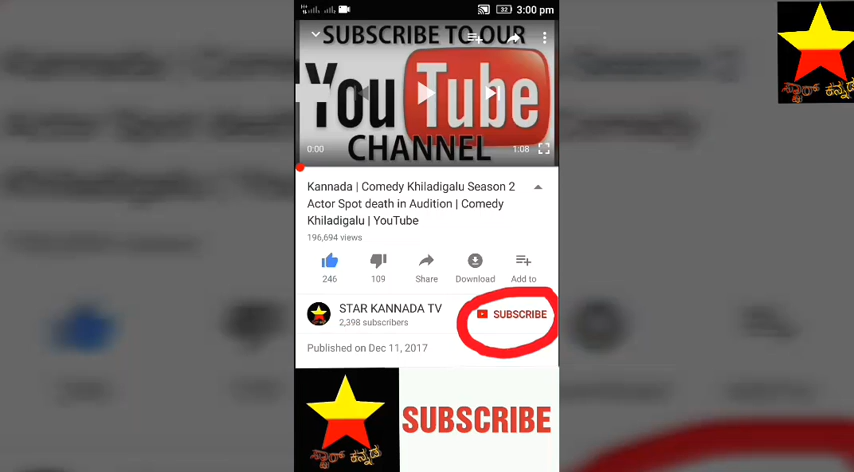 3:00 pm
SUBSCRIBE TO OUR
YouTube
CHANNEL
0:00
1:08
Kannada | Comedy Khiladigalu Season 2
Actor Spot death in Audition | Comedy
Khiladigalu | YouTube
196,694 views
246
109
Share
Download
Add to
STAR KANNADA TV
2,398 subscribers
SUBSCRIBE
Published on Dec 11, 2017
SUBSCRIBE
ಸ್ಟಾರ್ ಕನ್ನಡ
ಸ್ಟಾರ್ ಕನ್ನಡ